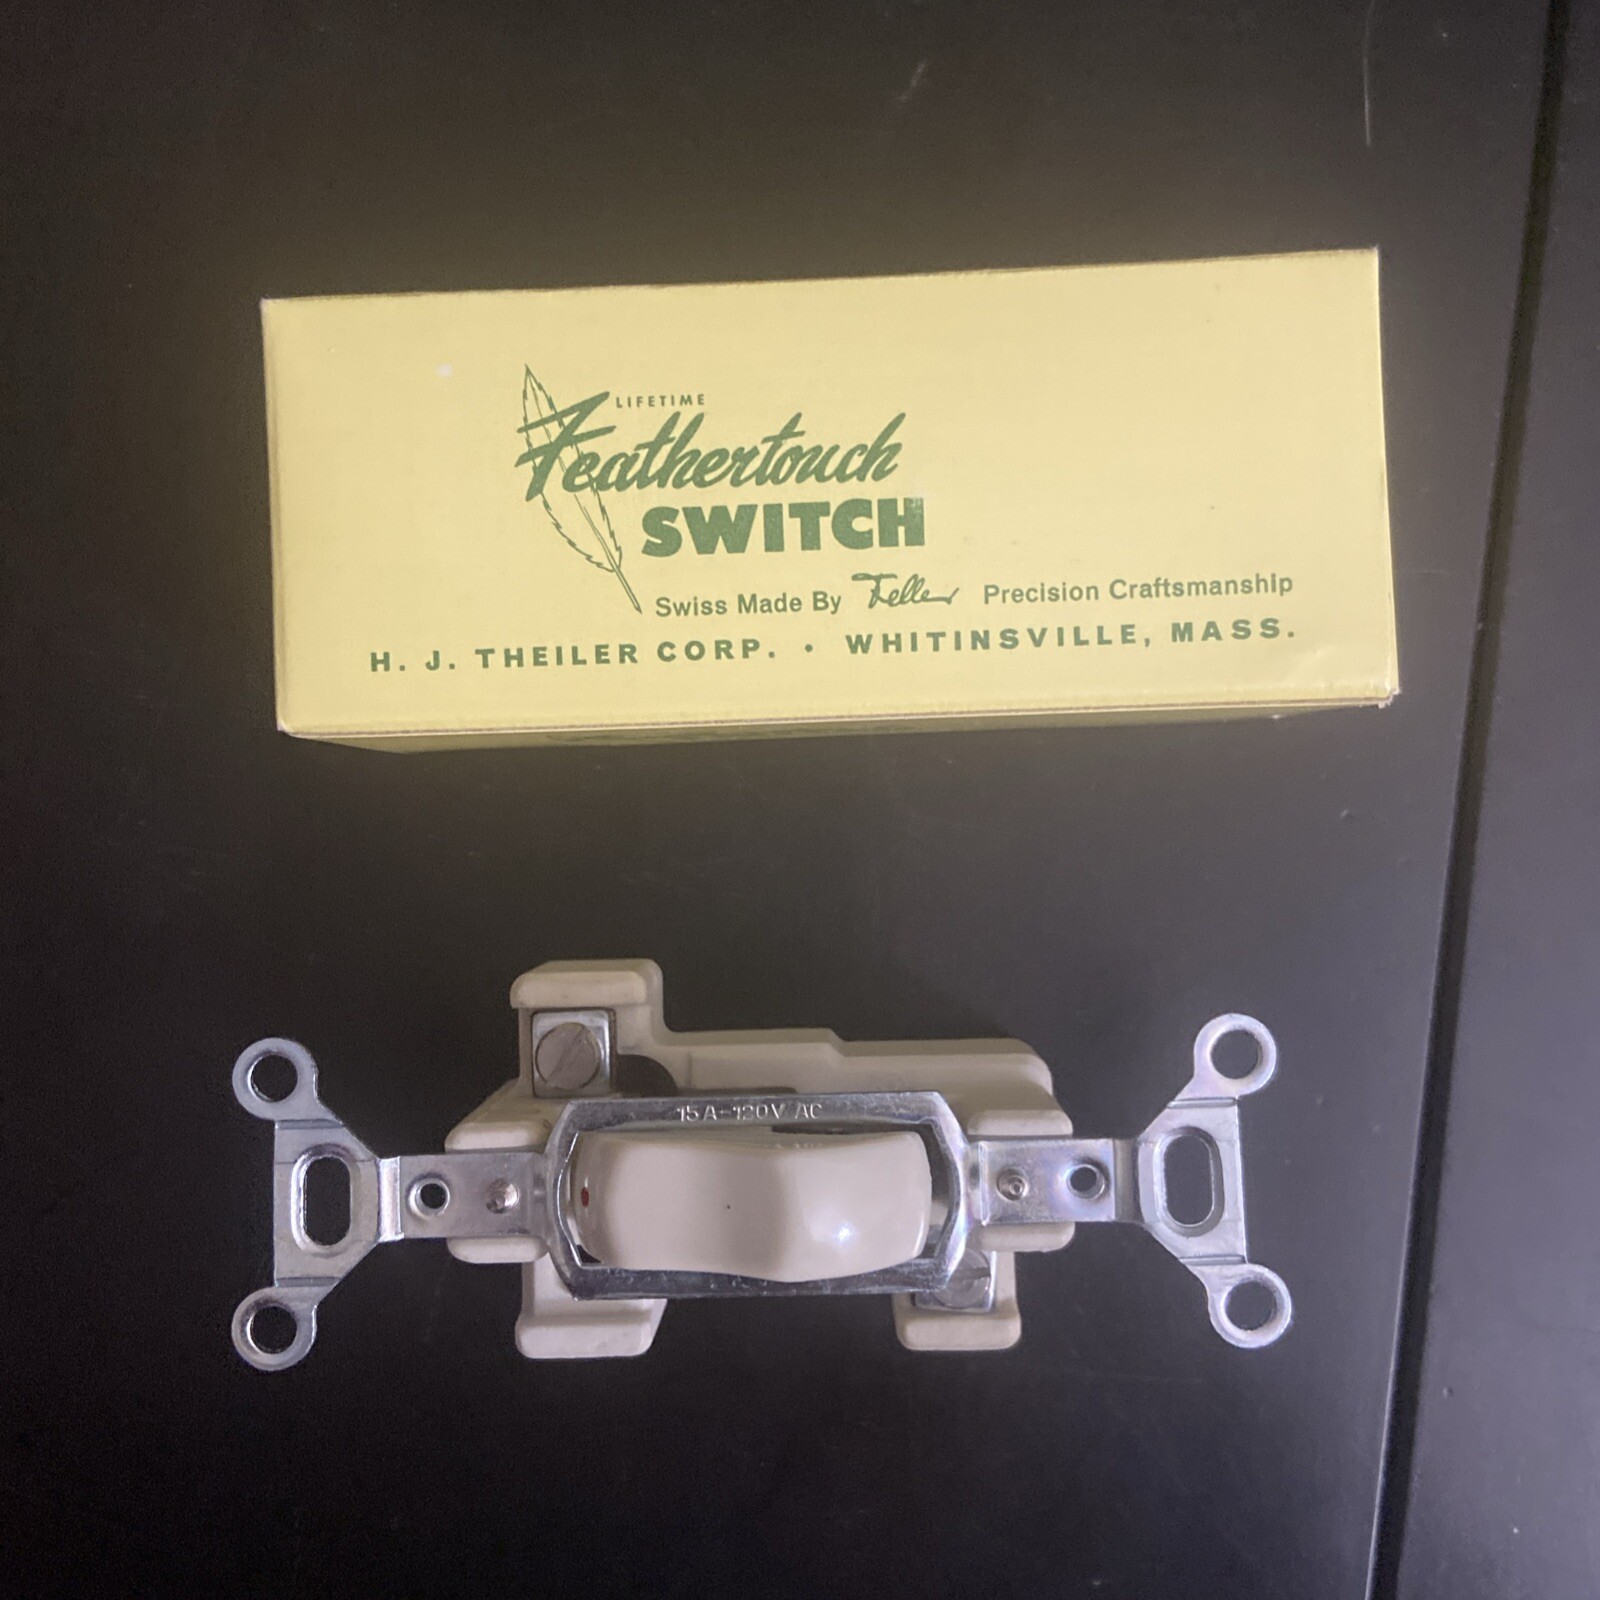 LIFETIME
Feathertouch
SWITCH
Swiss Made By Feller Precision Craftsmanship
H. J. THEILER CORP. • WHITINSVILLE, MASS.
15A-120V AC